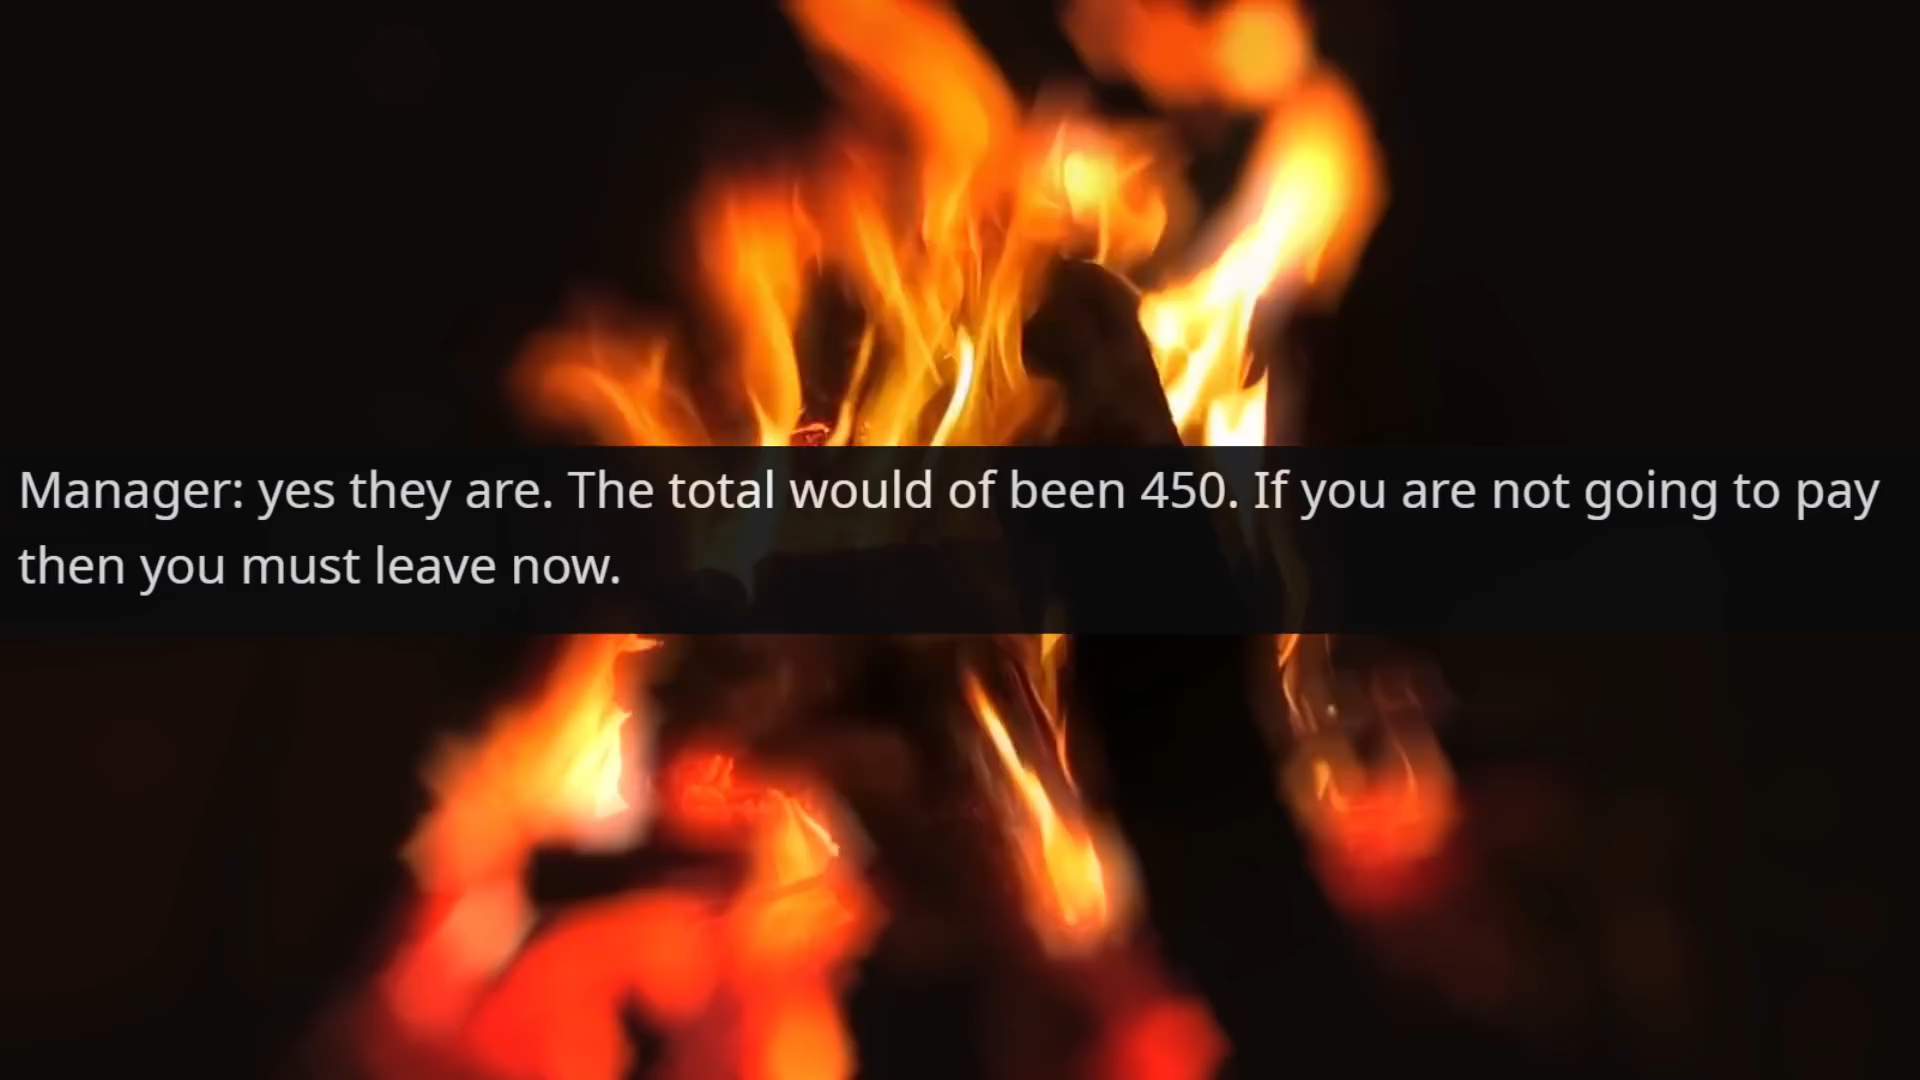 Manager: yes they are. The total would of been 450. If you are not going to pay
then you must leave now.